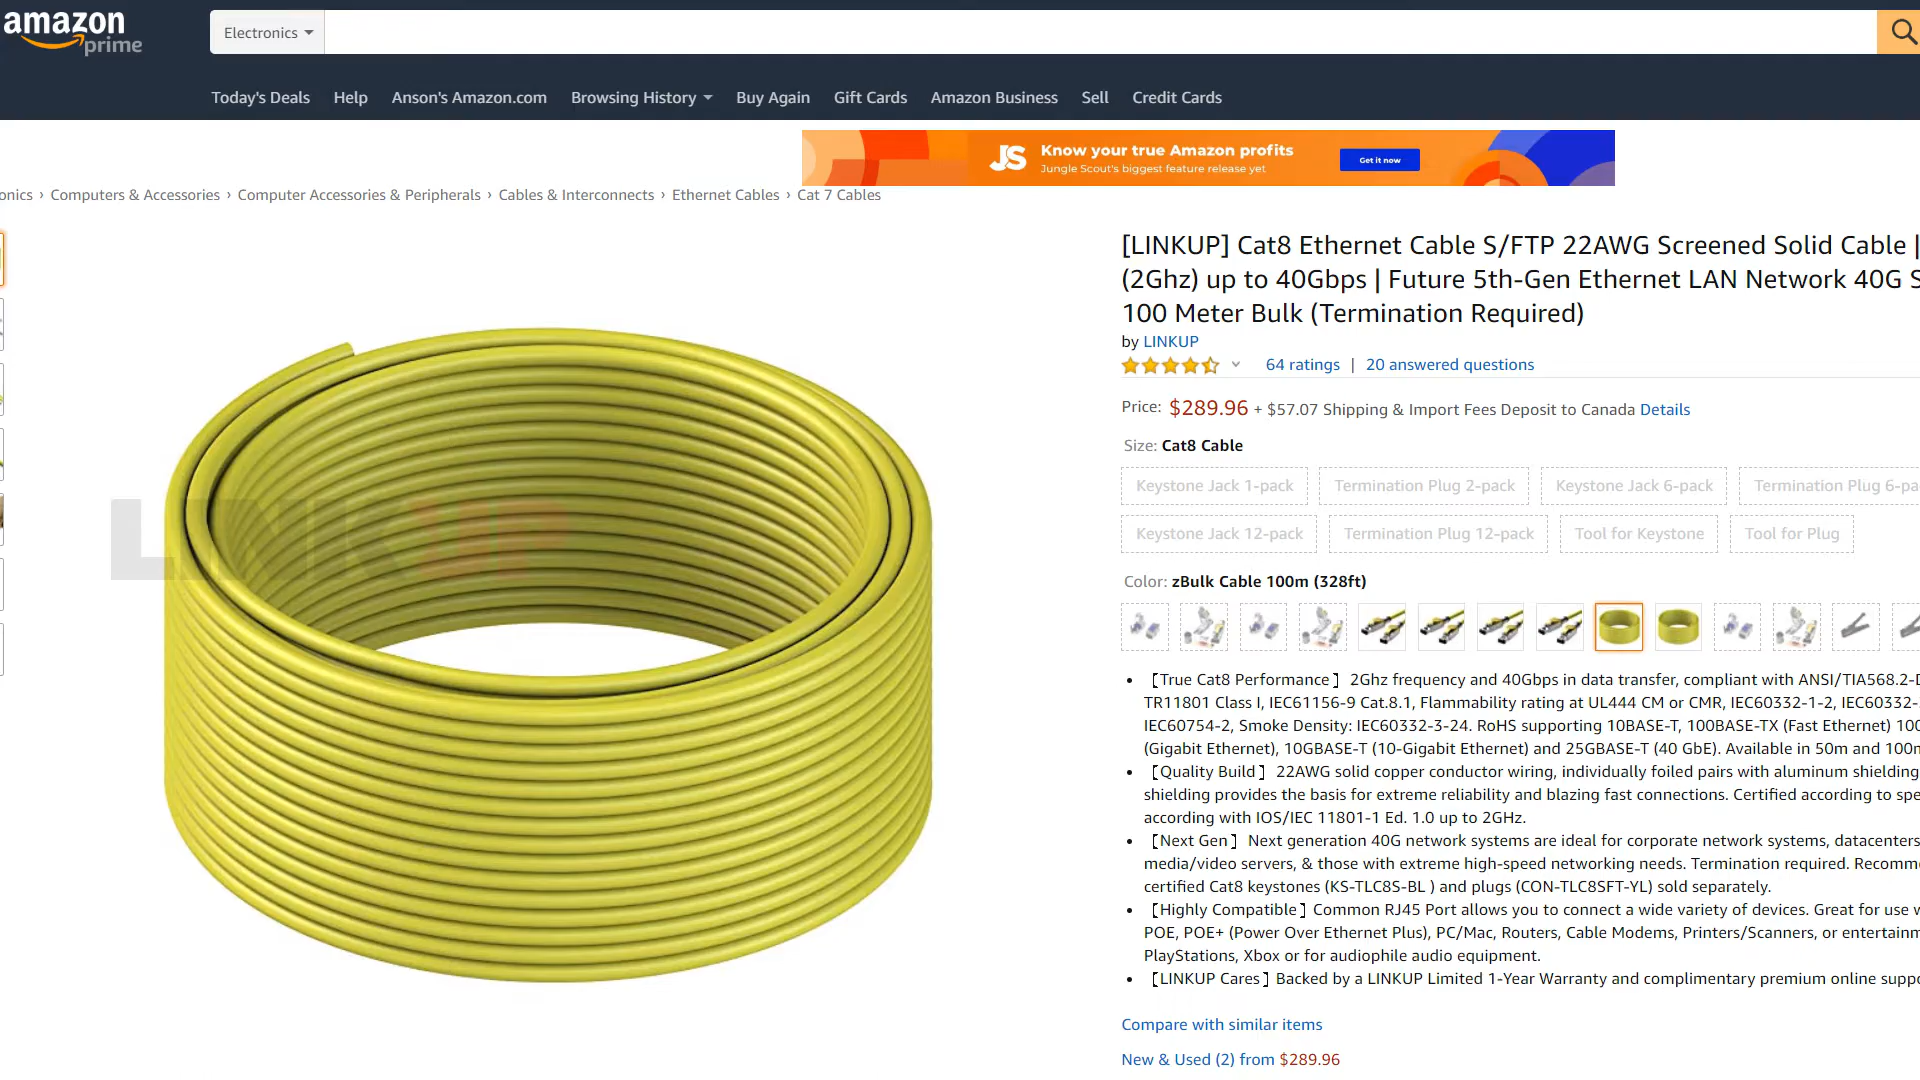 amazon
prime
Electronics
Today's Deals Help Anson's Amazon.com Browsing History Buy Again Gift Cards Amazon Business Sell Credit Cards
JS Know your true Amazon profits
Jungle Scout's biggest feature release yet
Get it now
onics › Computers & Accessories › Computer Accessories & Peripherals › Cables & Interconnects › Ethernet Cables › Cat 7 Cables
LINKUP
[LINKUP] Cat8 Ethernet Cable S/FTP 22AWG Screened Solid Cable |
(2Ghz) up to 40Gbps | Future 5th-Gen Ethernet LAN Network 40G S
100 Meter Bulk (Termination Required)
by LINKUP
64 ratings | 20 answered questions
Price: $289.96 + $57.07 Shipping & Import Fees Deposit to Canada Details
Size: Cat8 Cable
Keystone Jack 1-pack Termination Plug 2-pack Keystone Jack 6-pack Termination Plug 6-pa
Keystone Jack 12-pack Termination Plug 12-pack Tool for Keystone Tool for Plug
Color: zBulk Cable 100m (328ft)
• 【True Cat8 Performance】 2Ghz frequency and 40Gbps in data transfer, compliant with ANSI/TIA568.2-D
TR11801 Class I, IEC61156-9 Cat.8.1, Flammability rating at UL444 CM or CMR, IEC60332-1-2, IEC60332-
IEC60754-2, Smoke Density: IEC60332-3-24. RoHS supporting 10BASE-T, 100BASE-TX (Fast Ethernet) 100
(Gigabit Ethernet), 10GBASE-T (10-Gigabit Ethernet) and 25GBASE-T (40 GbE). Available in 50m and 100m
• 【Quality Build】 22AWG solid copper conductor wiring, individually foiled pairs with aluminum shielding
shielding provides the basis for extreme reliability and blazing fast connections. Certified according to spe
according with IOS/IEC 11801-1 Ed. 1.0 up to 2GHz.
• 【Next Gen】 Next generation 40G network systems are ideal for corporate network systems, datacenters
media/video servers, & those with extreme high-speed networking needs. Termination required. Recomm
certified Cat8 keystones (KS-TLC8S-BL ) and plugs (CON-TLC8SFT-YL) sold separately.
• 【Highly Compatible】Common RJ45 Port allows you to connect a wide variety of devices. Great for use w
POE, POE+ (Power Over Ethernet Plus), PC/Mac, Routers, Cable Modems, Printers/Scanners, or entertainm
PlayStations, Xbox or for audiophile audio equipment.
• 【LINKUP Cares】Backed by a LINKUP Limited 1-Year Warranty and complimentary premium online suppo
Compare with similar items
New & Used (2) from $289.96